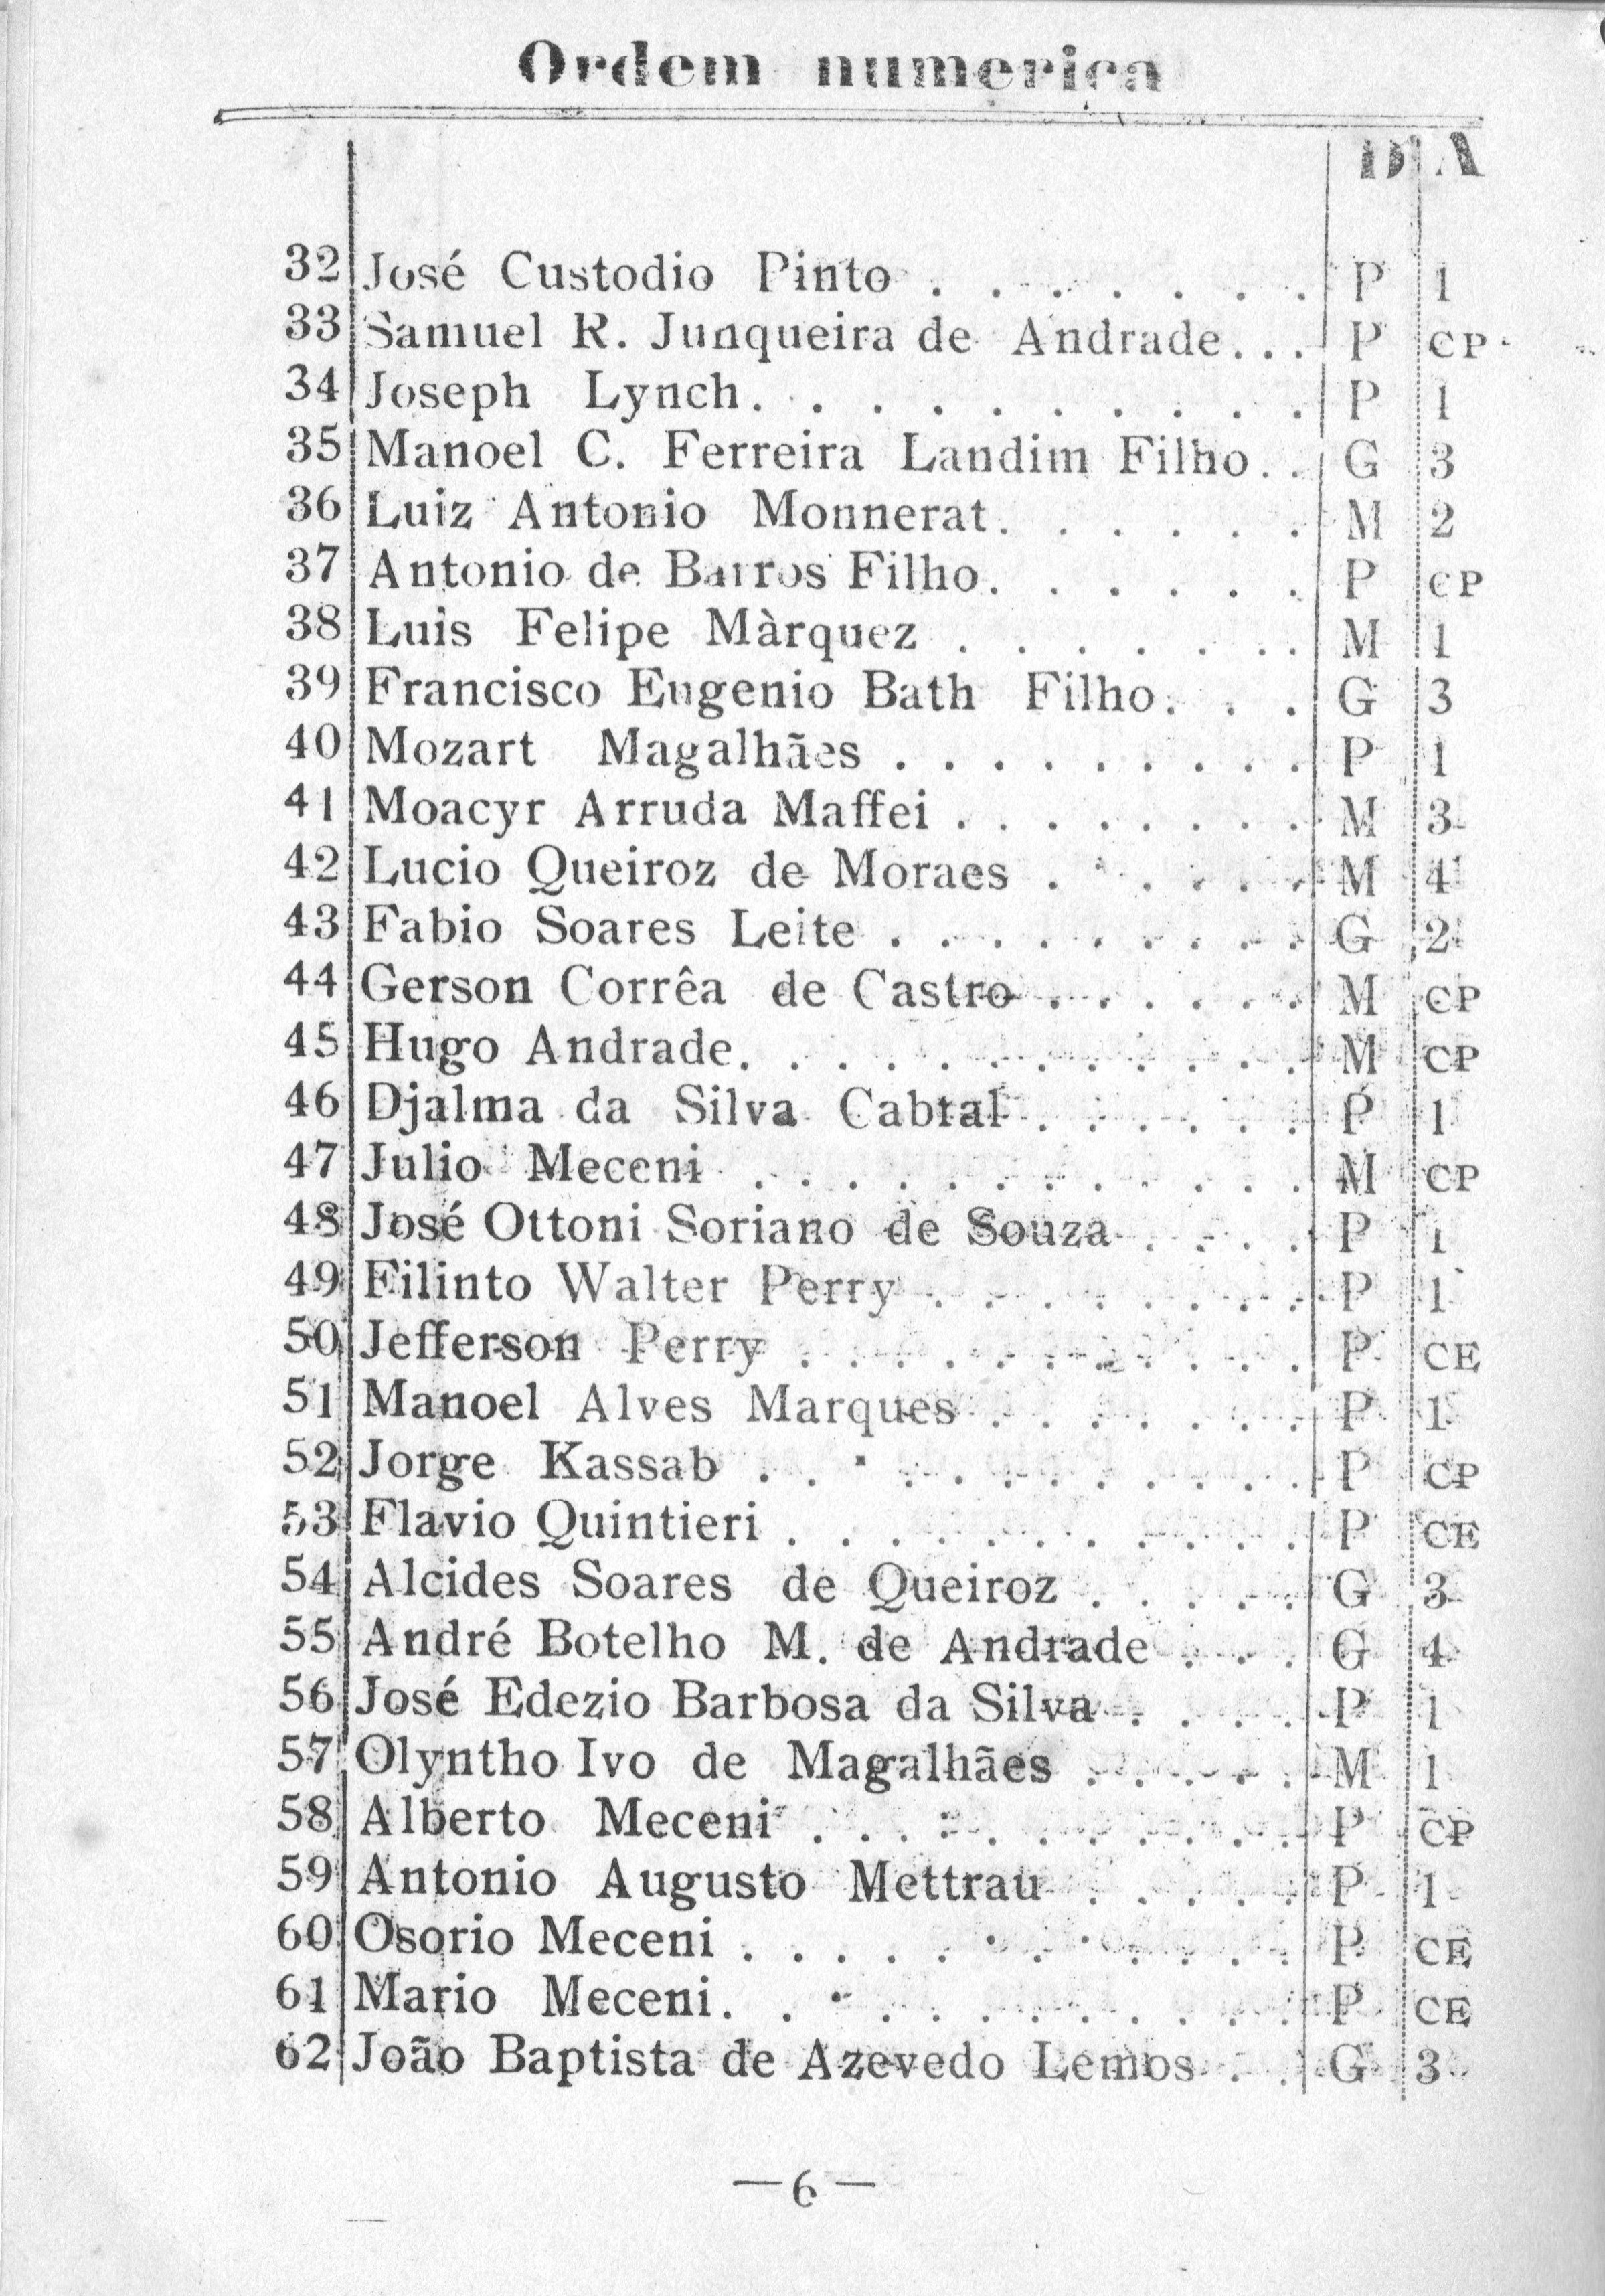 Ordem numerica
D A
32 José Custodio Pinto . . . . . . . P 1
33 Samuel R. Junqueira de Andrade. . . P CP
34 Joseph Lynch. . . . . . . . . . P 1
35 Manoel C. Ferreira Landim Filho. . G 3
36 Luiz Antonio Monnerat. . . . . . M 2
37 Antonio de Barros Filho. . . . . . P CP
38 Luis Felipe Màrquez . . . . . . . M 1
39 Francisco Eugenio Bath Filho. . . G 3
40 Mozart Magalhães . . . . . . . . . P 1
41 Moacyr Arruda Maffei . . . . . . . . M 3
42 Lucio Queiroz de Moraes . . . . . . M 4
43 Fabio Soares Leite . . . . . . . . . G 2
44 Gerson Corrêa de Castro . . . . . . M CP
45 Hugo Andrade. . . . . . . . . . . . M CP
46 Djalma da Silva Cabral . . . . . . P 1
47 Julio Meceni . . . . . . . . . . . . M CP
48 José Ottoni Soriano de Souza . . . . P 1
49 Filinto Walter Perry . . . . . . . . P 1
50 Jefferson Perry . . . . . . . . . . . P CE
51 Manoel Alves Marques . . . . . . . P 1
52 Jorge Kassab . . . . . . . . . . . . P CP
53 Flavio Quintieri . . . . . . . . . . . P CE
54 Alcides Soares de Queiroz . . . . . G 3
55 André Botelho M. de Andrade . . . G 4
56 José Edezio Barbosa da Silva . . . . P 1
57 Olyntho Ivo de Magalhães . . . . . M 1
58 Alberto Meceni . . . . . . . . . . . P CP
59 Antonio Augusto Mettrau . . . . . P 1
60 Osorio Meceni . . . . . . . . . . . . P CE
61 Mario Meceni. . . . . . . . . . . . P CE
62 João Baptista de Azevedo Lemos . . G 3
— 6 —